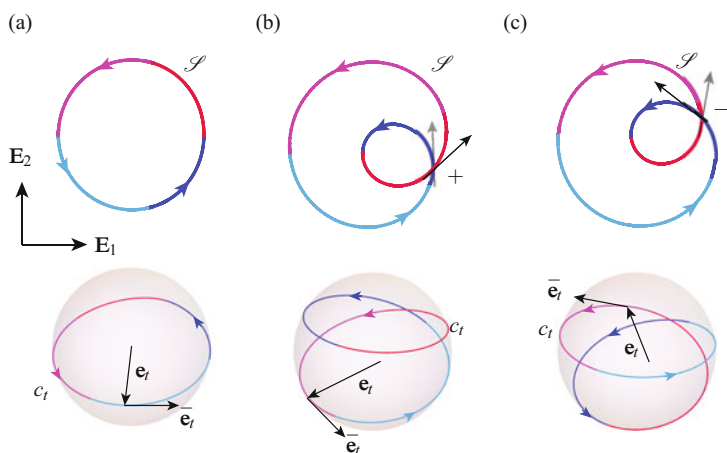 (a)
(b)
(c)
𝒮
𝒮
𝒮
+
−
E₂
E₁
cₜ
eₜ
ēₜ
cₜ
eₜ
ēₜ
ēₜ
cₜ
eₜ